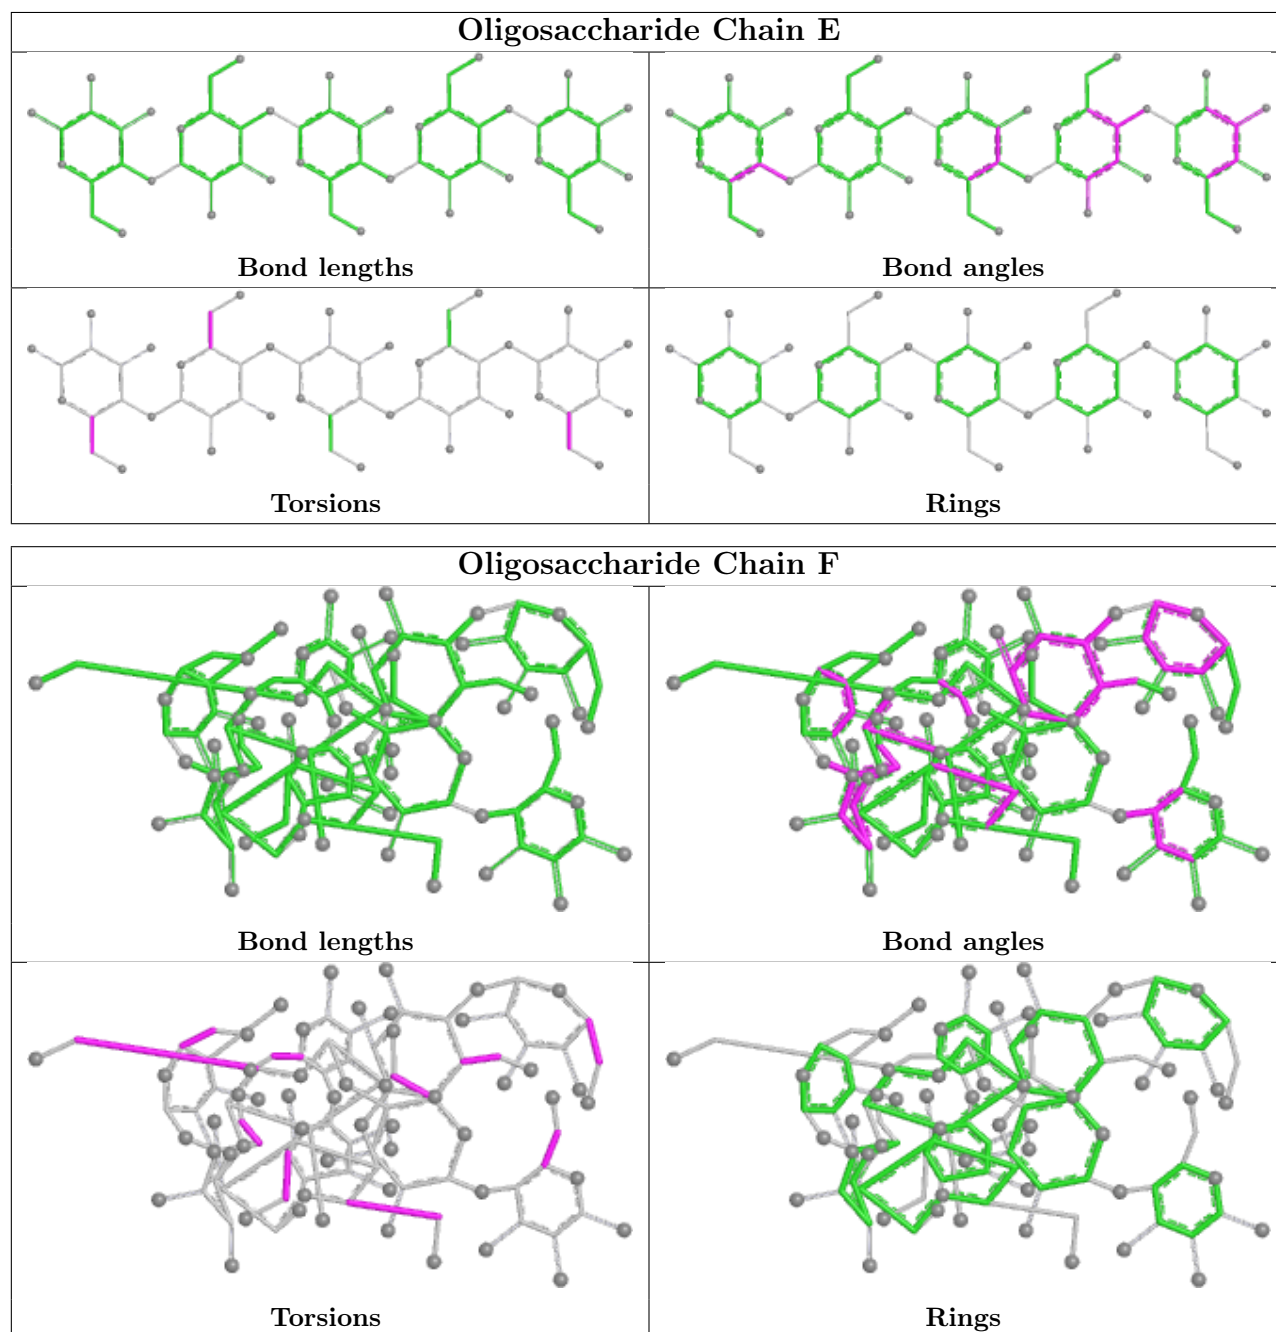 Oligosaccharide Chain E
Bond lengths
Bond angles
Torsions
Rings
Oligosaccharide Chain F
Bond lengths
Bond angles
Torsions
Rings